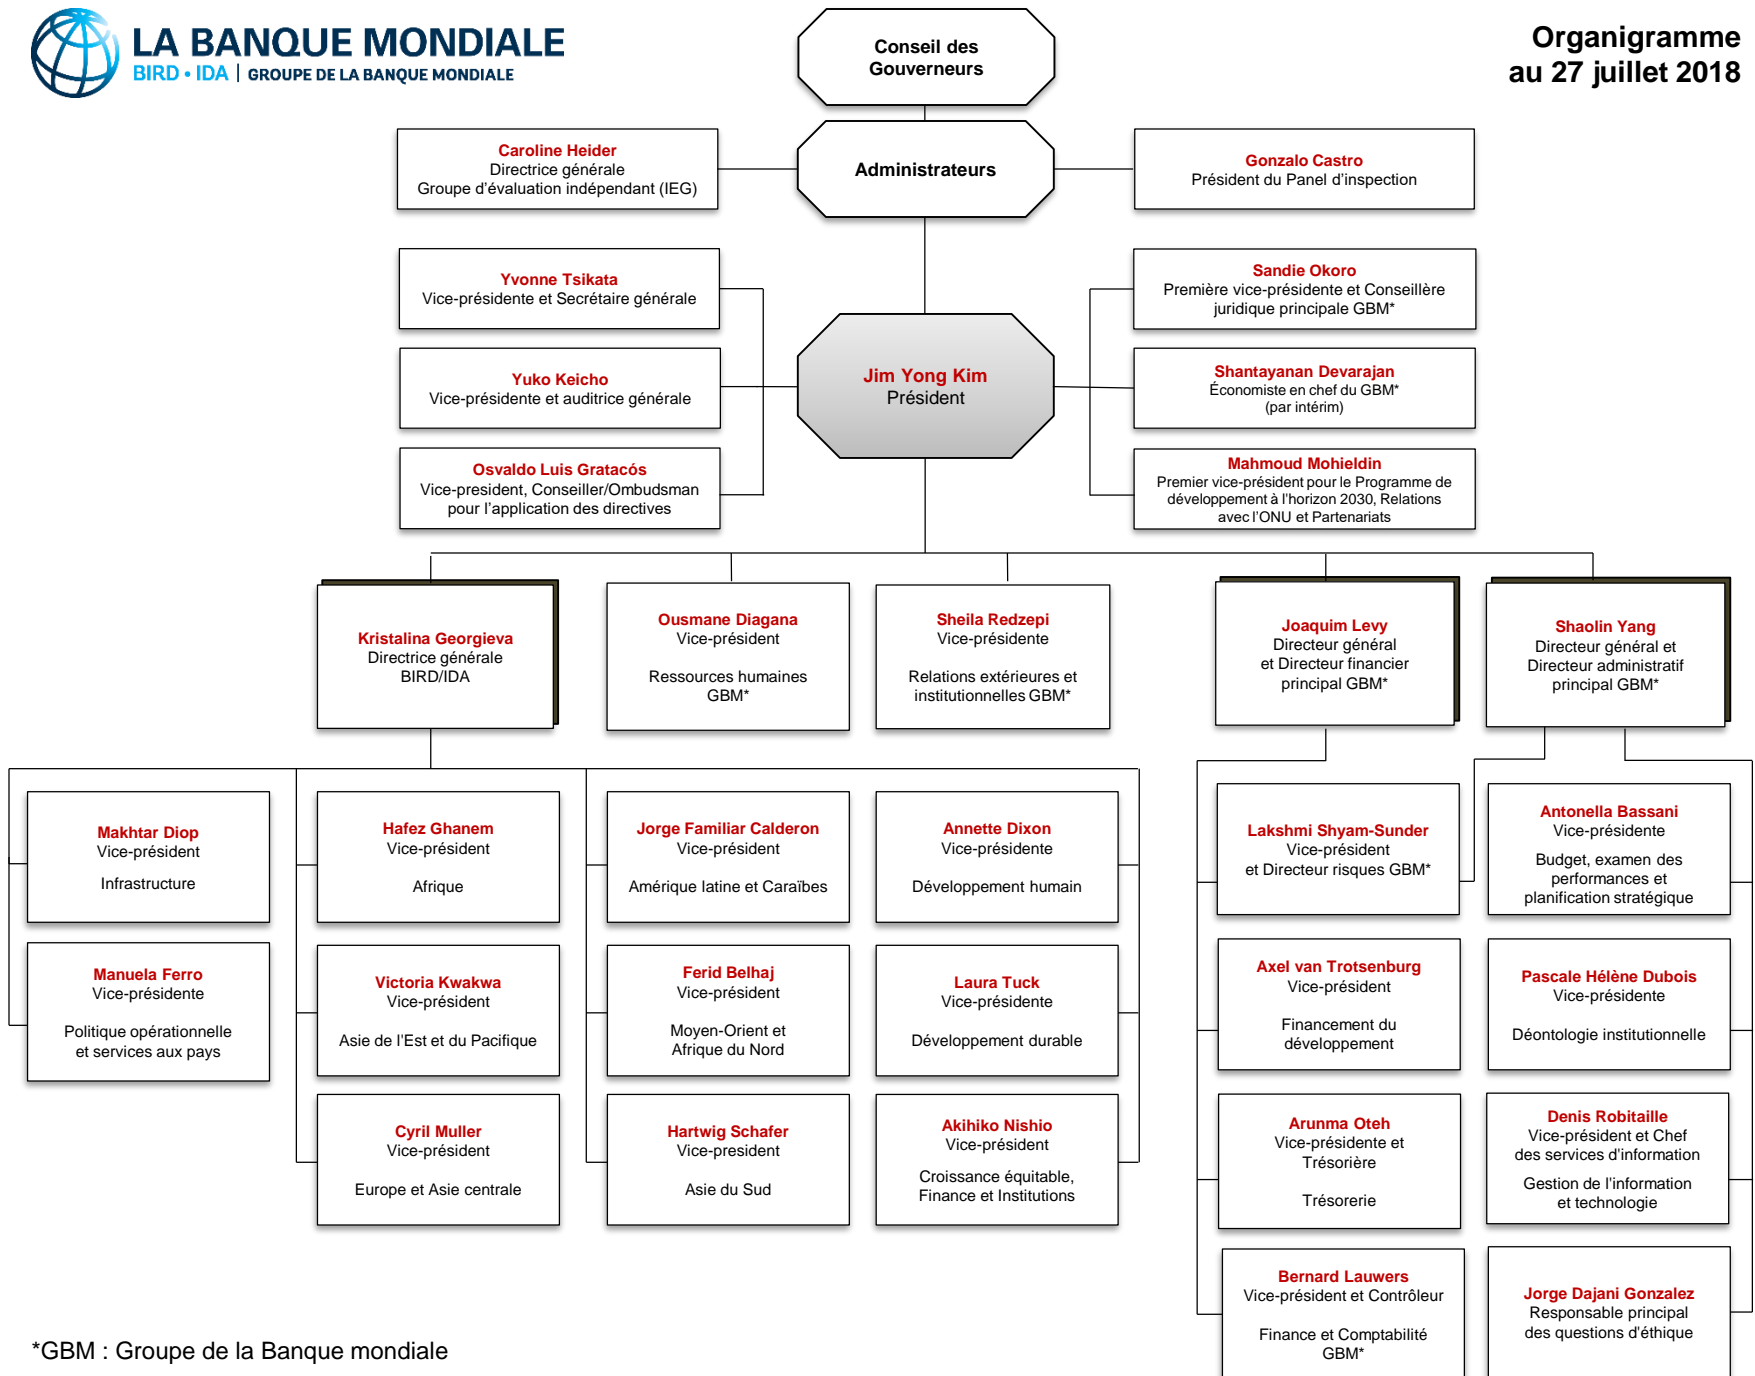 LA BANQUE MONDIALE
BIRD • IDA | GROUPE DE LA BANQUE MONDIALE
Conseil des
Gouverneurs
Organigramme
au 27 juillet 2018
Caroline Heider
Directrice générale
Groupe d'évaluation indépendant (IEG)
Administrateurs
Gonzalo Castro
Président du Panel d'inspection
Yvonne Tsikata
Vice-présidente et Secrétaire générale
Sandie Okoro
Première vice-présidente et Conseillère
juridique principale GBM*
Yuko Keicho
Vice-présidente et auditrice générale
Jim Yong Kim
Président
Shantayanan Devarajan
Économiste en chef du GBM*
(par intérim)
Osvaldo Luis Gratacós
Vice-president, Conseiller/Ombudsman
pour l'application des directives
Mahmoud Mohieldin
Premier vice-président pour le Programme de
développement à l'horizon 2030, Relations
avec l'ONU et Partenariats
Kristalina Georgieva
Directrice générale
BIRD/IDA
Ousmane Diagana
Vice-président
Ressources humaines
GBM*
Sheila Redzepi
Vice-présidente
Relations extérieures et
institutionnelles GBM*
Joaquim Levy
Directeur général
et Directeur financier
principal GBM*
Shaolin Yang
Directeur général et
Directeur administratif
principal GBM*
Makhtar Diop
Vice-président
Infrastructure
Hafez Ghanem
Vice-président
Afrique
Jorge Familiar Calderon
Vice-président
Amérique latine et Caraïbes
Annette Dixon
Vice-présidente
Développement humain
Lakshmi Shyam-Sunder
Vice-président
et Directeur risques GBM*
Antonella Bassani
Vice-présidente
Budget, examen des
performances et
planification stratégique
Manuela Ferro
Vice-présidente
Politique opérationnelle
et services aux pays
Victoria Kwakwa
Vice-président
Asie de l'Est et du Pacifique
Ferid Belhaj
Vice-président
Moyen-Orient et
Afrique du Nord
Laura Tuck
Vice-présidente
Développement durable
Axel van Trotsenburg
Vice-président
Financement du
développement
Pascale Hélène Dubois
Vice-présidente
Déontologie institutionnelle
Cyril Muller
Vice-président
Europe et Asie centrale
Hartwig Schafer
Vice-president
Asie du Sud
Akihiko Nishio
Vice-président
Croissance équitable,
Finance et Institutions
Arunma Oteh
Vice-présidente et
Trésorière
Trésorerie
Denis Robitaille
Vice-président et Chef
des services d'information
Gestion de l'information
et technologie
Bernard Lauwers
Vice-président et Contrôleur
Finance et Comptabilité
GBM*
Jorge Dajani Gonzalez
Responsable principal
des questions d'éthique
*GBM : Groupe de la Banque mondiale